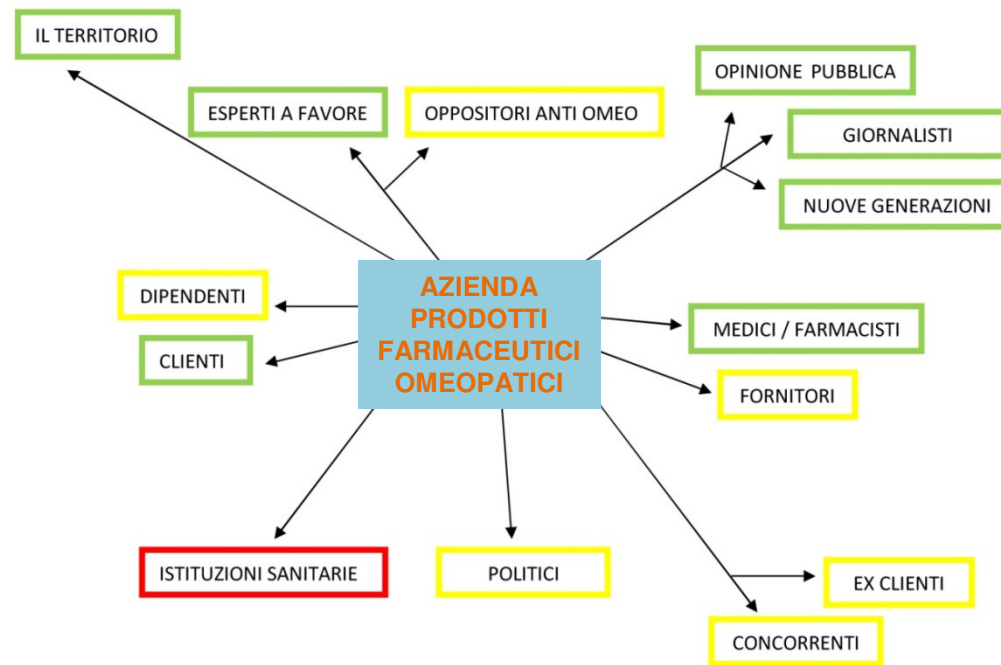 IL TERRITORIO
ESPERTI A FAVORE
OPPOSITORI ANTI OMEO
OPINIONE PUBBLICA
GIORNALISTI
NUOVE GENERAZIONI
AZIENDA
PRODOTTI
FARMACEUTICI
OMEOPATICI
DIPENDENTI
CLIENTI
MEDICI / FARMACISTI
FORNITORI
ISTITUZIONI SANITARIE
POLITICI
EX CLIENTI
CONCORRENTI